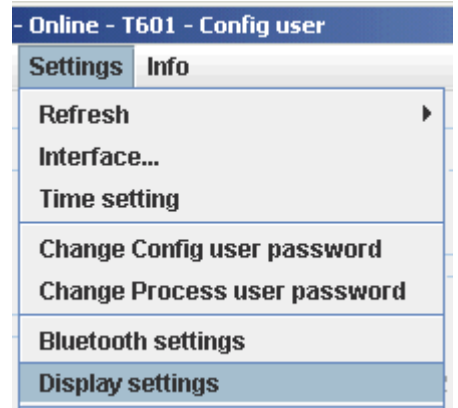 - Online - T601 - Config user
Settings Info
Refresh
Interface...
Time setting
Change Config user password
Change Process user password
Bluetooth settings
Display settings